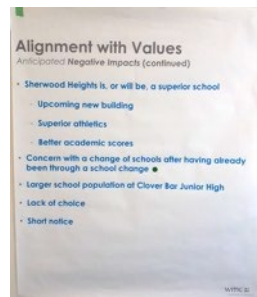 Alignment with Values
Anticipated Negative Impacts (continued)
• Sherwood Heights is, or will be, a superior school
- Upcoming new building
- Superior athletics
- Better academic scores
• Concern with a change of schools after having already
been through a school change
• Larger school population at Clover Bar Junior High
• Lack of choice
• Short notice